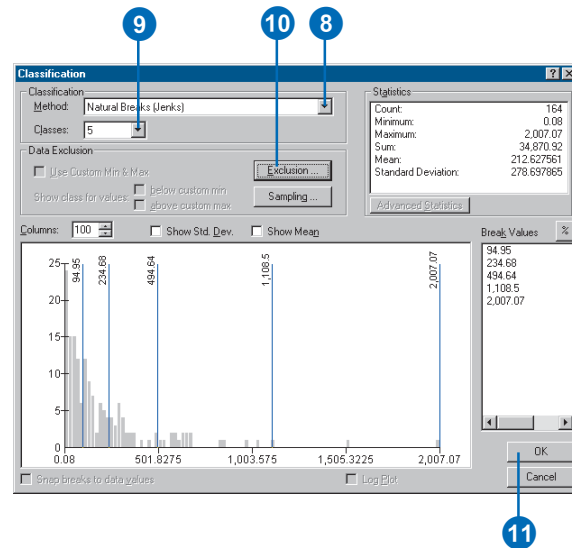 9
10
8
Classification
Classification
Method:
Natural Breaks (Jenks)
Classes:
5
Data Exclusion
Use Custom Min & Max
Exclusion ...
Show class for values:
below custom min
above custom max
Sampling ...
Statistics
Count: 164
Minimum: 0.08
Maximum: 2,007.07
Sum: 34,870.92
Mean: 212.627561
Standard Deviation: 278.697865
Advanced Statistics
Columns:
100
Show Std. Dev.
Show Mean
Break Values
%
94.95
234.68
494.64
1,108.5
2,007.07
25
20
15
10
5
0
94.95
234.68
494.64
1,108.5
2,007.07
0.08
501.8275
1,003.575
1,505.3225
2,007.07
Snap breaks to data values
Log Plot
OK
Cancel
11